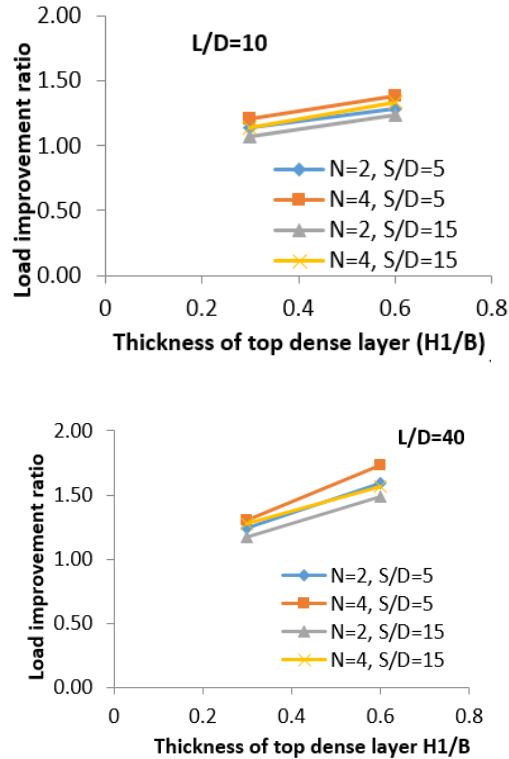 2.00
L/D=10
1.50
1.00
0.50
0.00
Load improvement ratio
N=2, S/D=5
N=4, S/D=5
N=2, S/D=15
N=4, S/D=15
0 0.2 0.4 0.6 0.8
Thickness of top dense layer (H1/B)
2.00
L/D=40
1.50
1.00
0.50
0.00
Load improvement ratio
N=2, S/D=5
N=4, S/D=5
N=2, S/D=15
N=4, S/D=15
0 0.2 0.4 0.6 0.8
Thickness of top dense layer H1/B